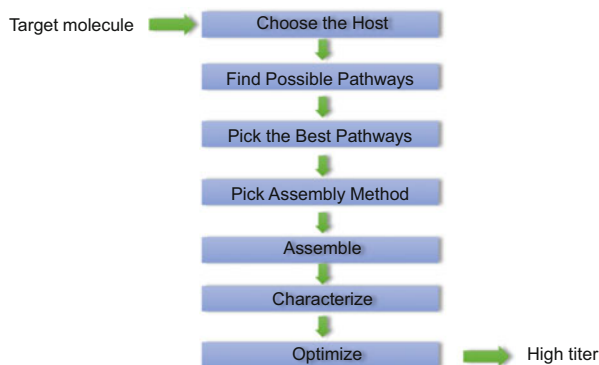 Target molecule
Choose the Host
Find Possible Pathways
Pick the Best Pathways
Pick Assembly Method
Assemble
Characterize
Optimize
High titer